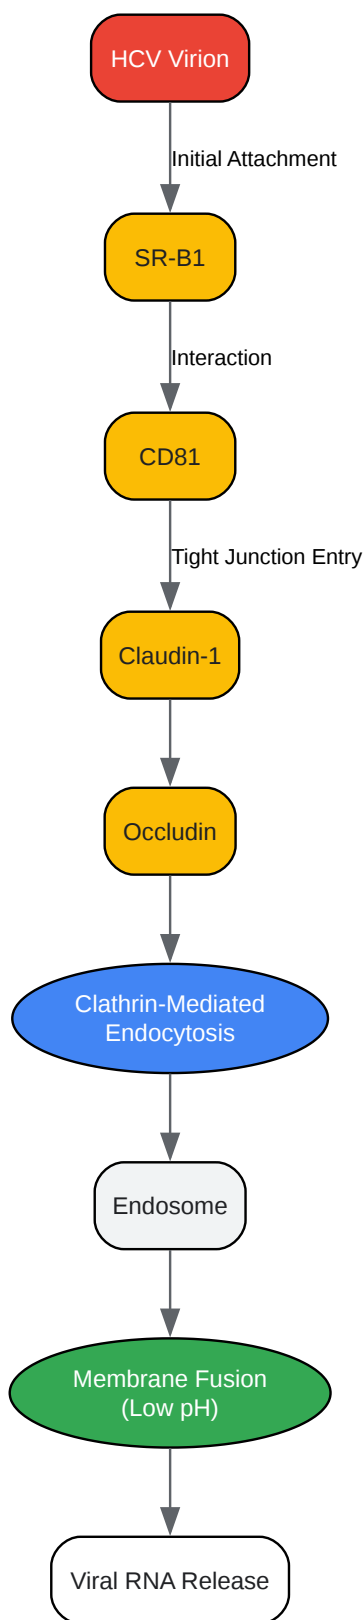 HCV Virion
Initial Attachment
SR-B1
Interaction
CD81
Tight Junction Entry
Claudin-1
Occludin
Clathrin-Mediated
Endocytosis
Endosome
Membrane Fusion
(Low pH)
Viral RNA Release